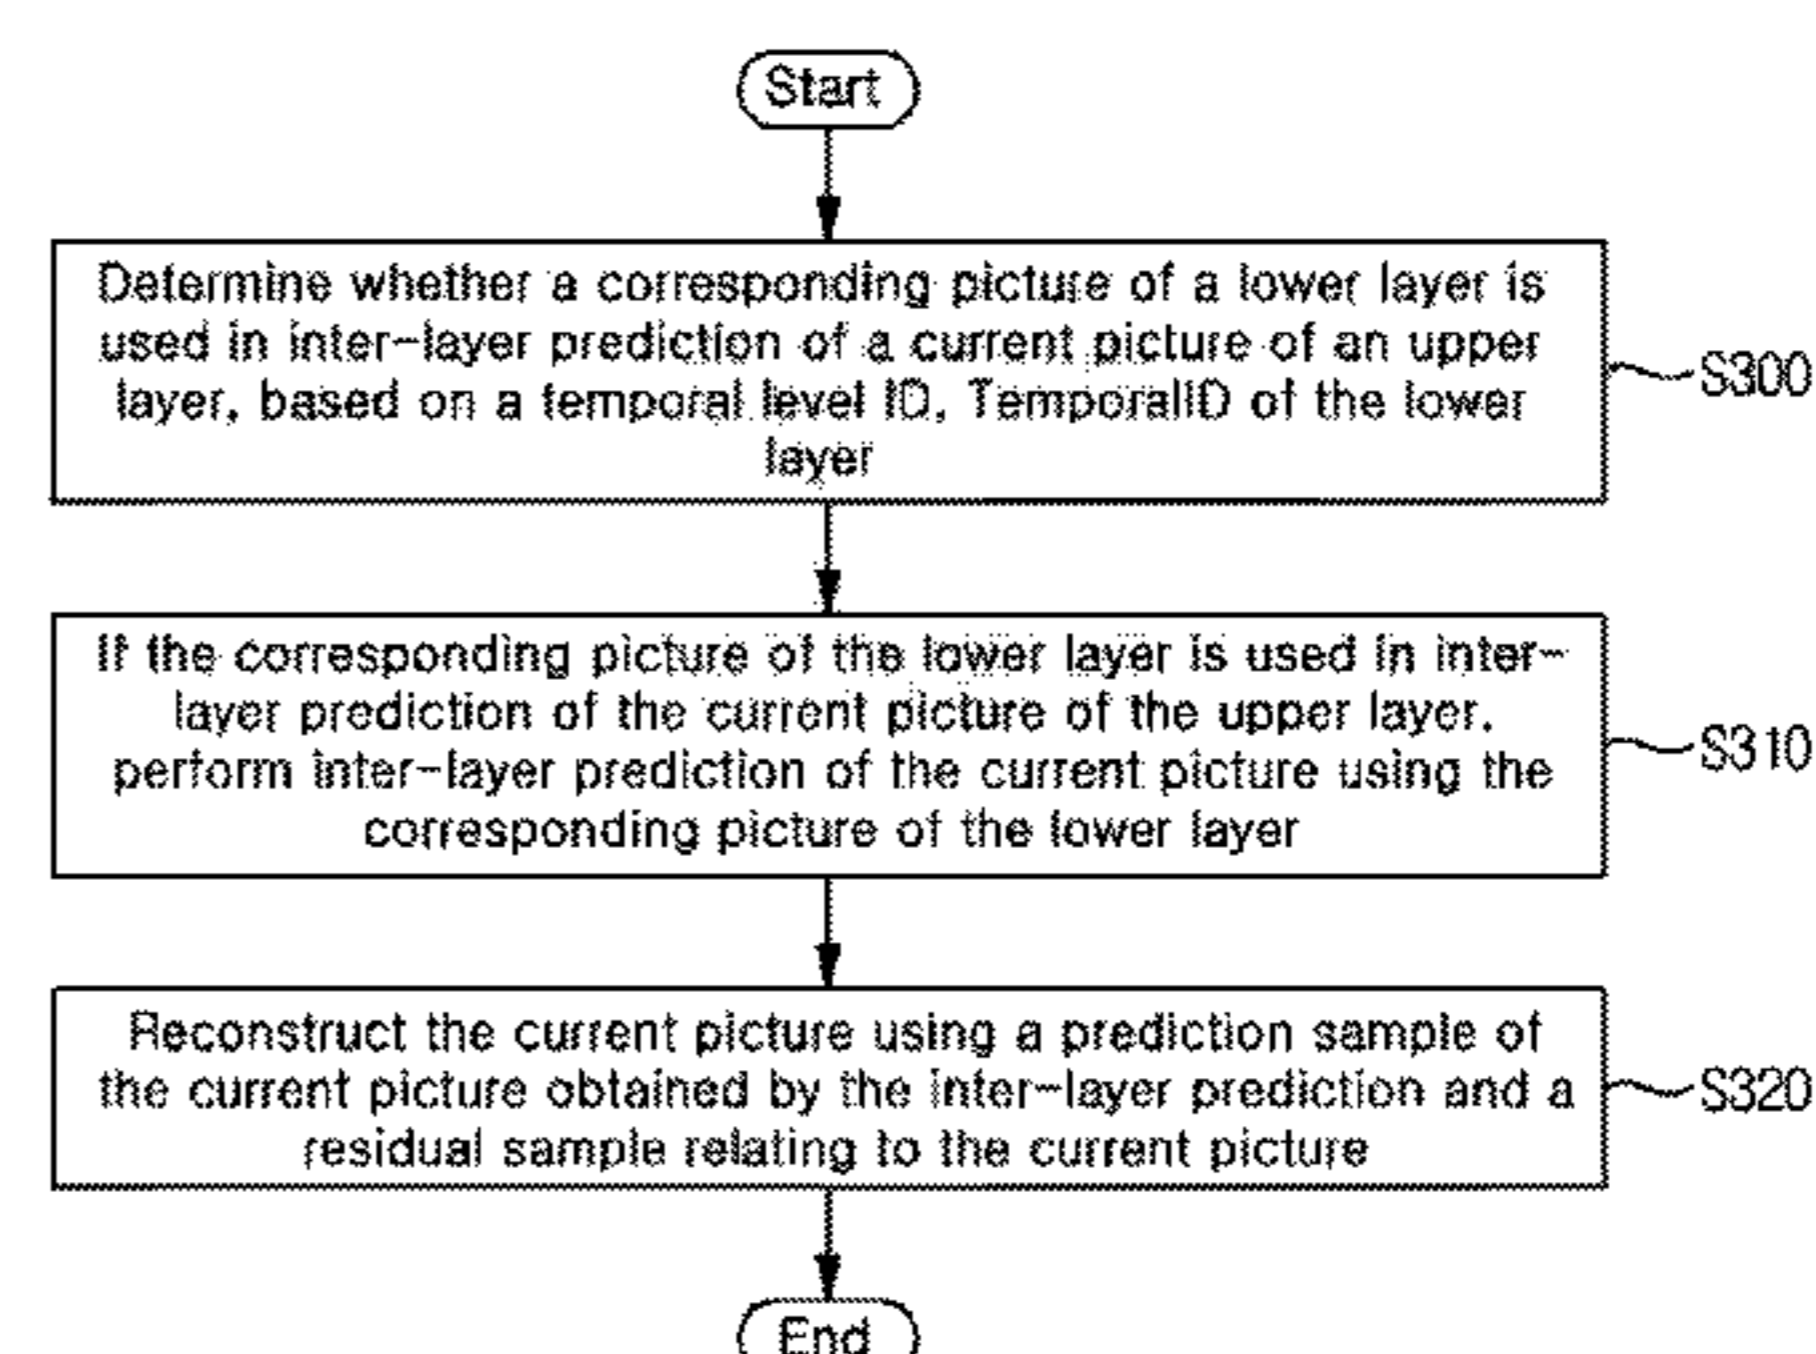 Start
Determine whether a corresponding picture of a lower layer is
used in inter-layer prediction of a current picture of an upper
layer, based on a temporal level ID, TemporalID of the lower
layer
S300
If the corresponding picture of the lower layer is used in inter-
layer prediction of the current picture of the upper layer,
perform inter-layer prediction of the current picture using the
corresponding picture of the lower layer
S310
Reconstruct the current picture using a prediction sample of
the current picture obtained by the inter-layer prediction and a
residual sample relating to the current picture
S320
End